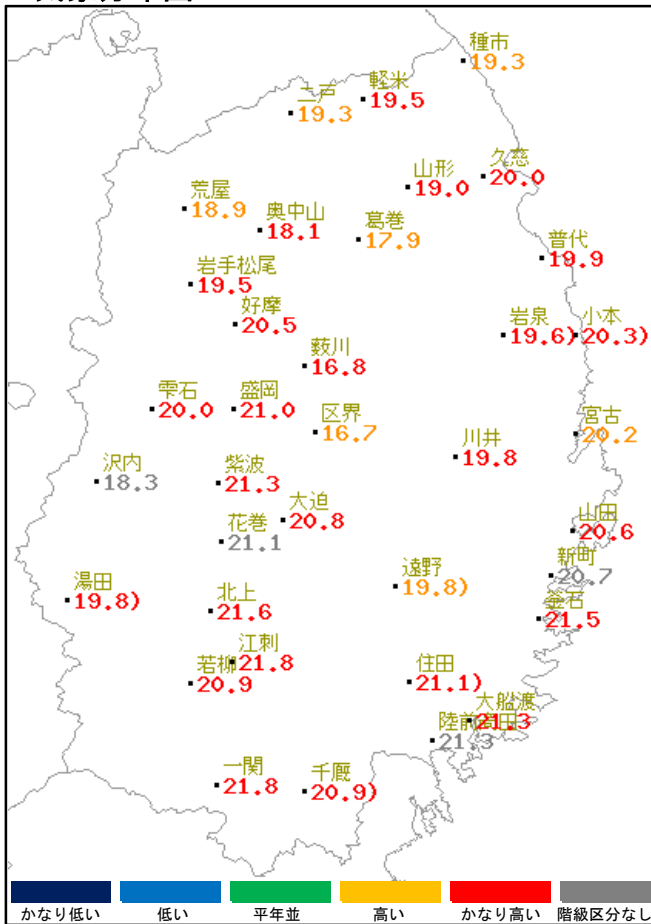 種市
19.3
軽米
19.5
二戸
19.3
久慈
20.0
山形
19.0
荒屋
18.9
奥中山
18.1
葛巻
17.9
普代
19.9
岩手松尾
19.5
好摩
20.5
岩泉
19.6)
小本
20.3)
薮川
16.8
雫石
20.0
盛岡
21.0
区界
16.7
宮古
20.2
川井
19.8
沢内
18.3
紫波
21.3
大迫
20.8
山田
20.6
花巻
21.1
新町
20.7
遠野
19.8)
湯田
19.8)
北上
21.6
釜石
21.5
江刺
21.8
若柳
20.9
住田
21.1)
大船渡
21.3
陸前高田
21.3
一関
21.8
千厩
20.9)
かなり低い 低い 平年並 高い かなり高い 階級区分なし